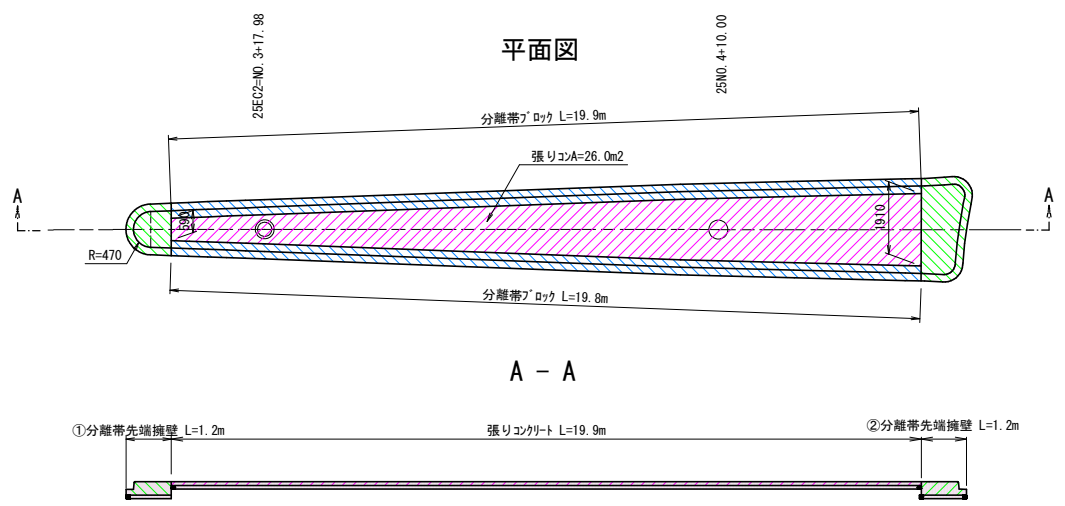 平面図
25EC2=NO.3+17.98
25NO.4+10.00
分離帯ﾌﾞﾛｯｸ L=19.9m
張りｺﾝA=26.0m2
A
A
590
1910
R=470
分離帯ﾌﾞﾛｯｸ L=19.8m
A － A
①分離帯先端擁壁 L=1.2m
張りｺﾝｸﾘｰﾄ L=19.9m
②分離帯先端擁壁 L=1.2m